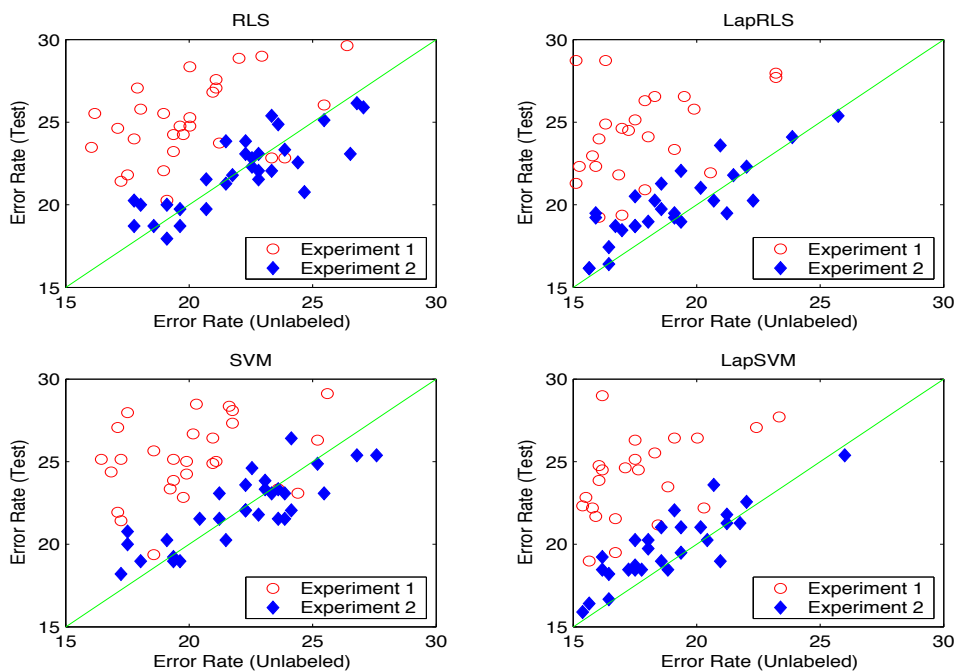 RLS
30
25
20
15
15
20
25
30
Error Rate (Test)
Error Rate (Unlabeled)
Experiment 1
Experiment 2
LapRLS
30
25
20
15
15
20
25
30
Error Rate (Test)
Error Rate (Unlabeled)
Experiment 1
Experiment 2
SVM
30
25
20
15
15
20
25
30
Error Rate (Test)
Error Rate (Unlabeled)
Experiment 1
Experiment 2
LapSVM
30
25
20
15
15
20
25
30
Error Rate (Test)
Error Rate (Unlabeled)
Experiment 1
Experiment 2